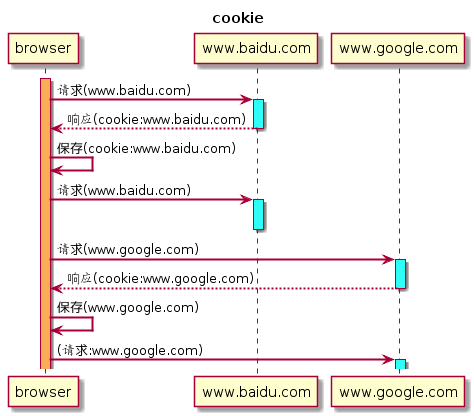 cookie
browser www.baidu.com www.google.com
请求(www.baidu.com)
响应(cookie:www.baidu.com)
保存(cookie:www.baidu.com)
请求(www.baidu.com)
请求(www.google.com)
响应(cookie:www.google.com)
保存(www.google.com)
(请求:www.google.com)
browser www.baidu.com www.google.com